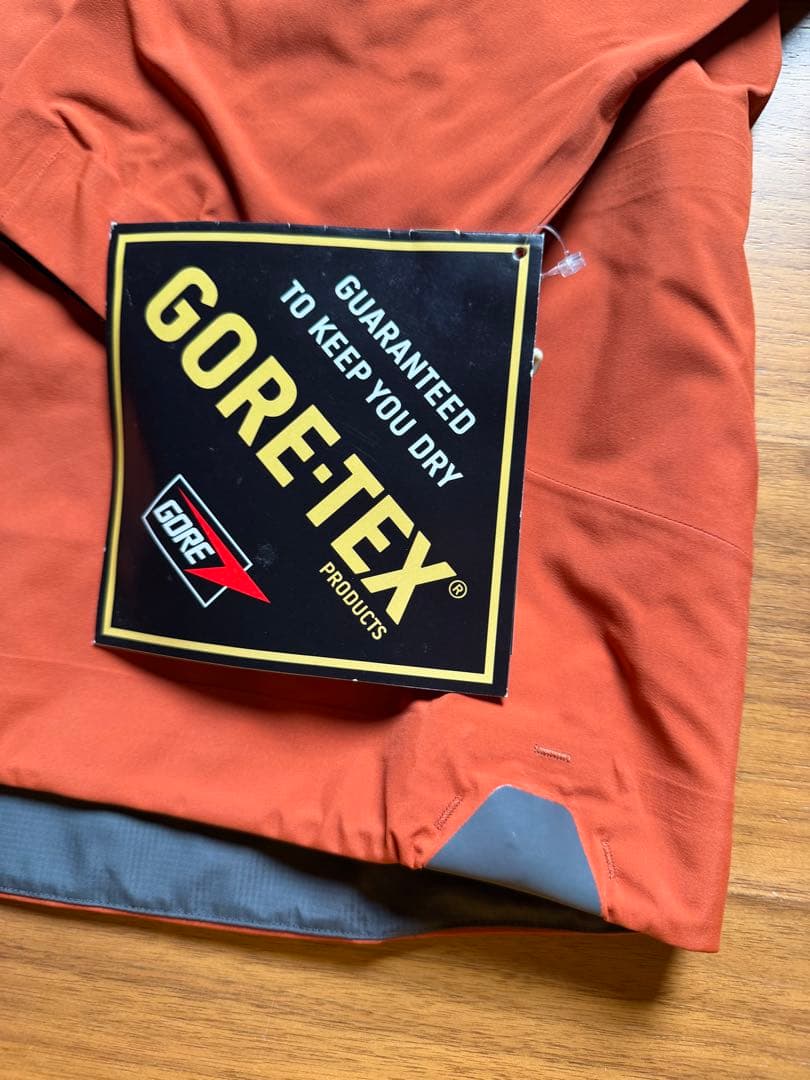 GUARANTEED
TO KEEP YOU DRY
GORE-TEX®
PRODUCTS
GORE